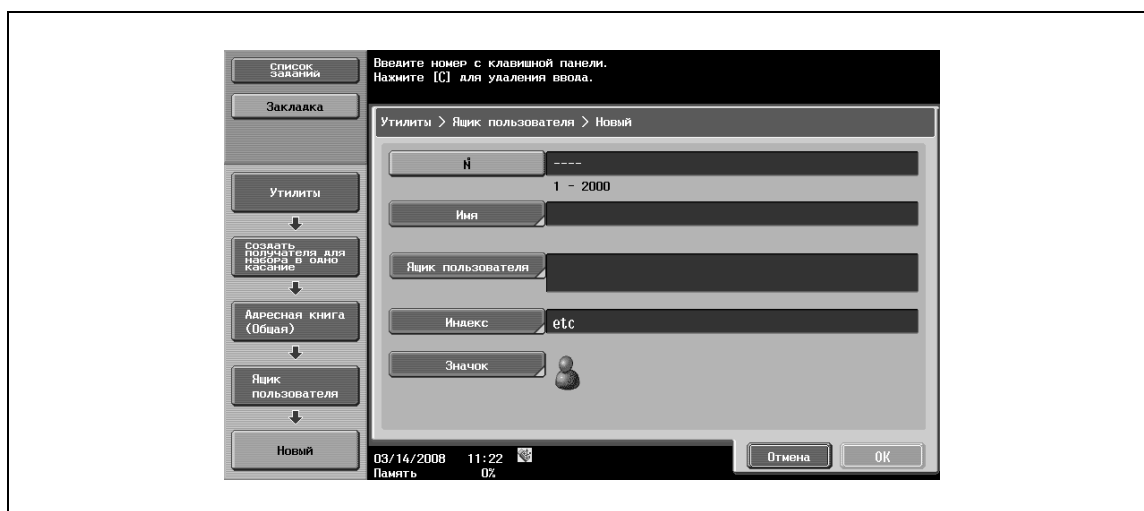 Список
заданий
Закладка
Утилиты
Создать
получателя для
набора в одно
касание
Адресная книга
(Общая)
Ящик
пользователя
Новый
Введите номер с клавишной панели.
Нажмите [C] для удаления ввода.
Утилиты > Ящик пользователя > Новый
№ ----
1 - 2000
Имя
Ящик пользователя
Индекс etc
Значок
03/14/2008 11:22
Память 0%
Отмена OK